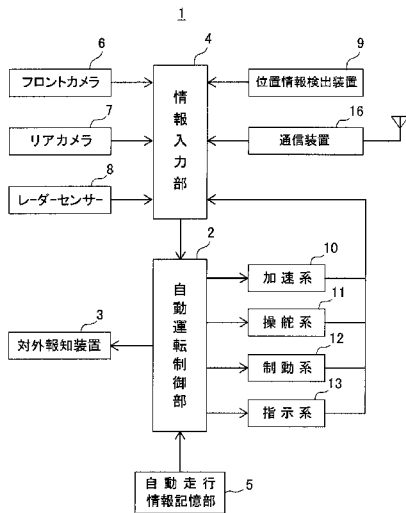 1
6
フロントカメラ
7
リアカメラ
8
レーダーセンサー
4
情報入力部
9
位置情報検出装置
16
通信装置
2
自動運転制御部
3
対外報知装置
10
加速系
11
操舵系
12
制動系
13
指示系
自動走行
情報記憶部
5